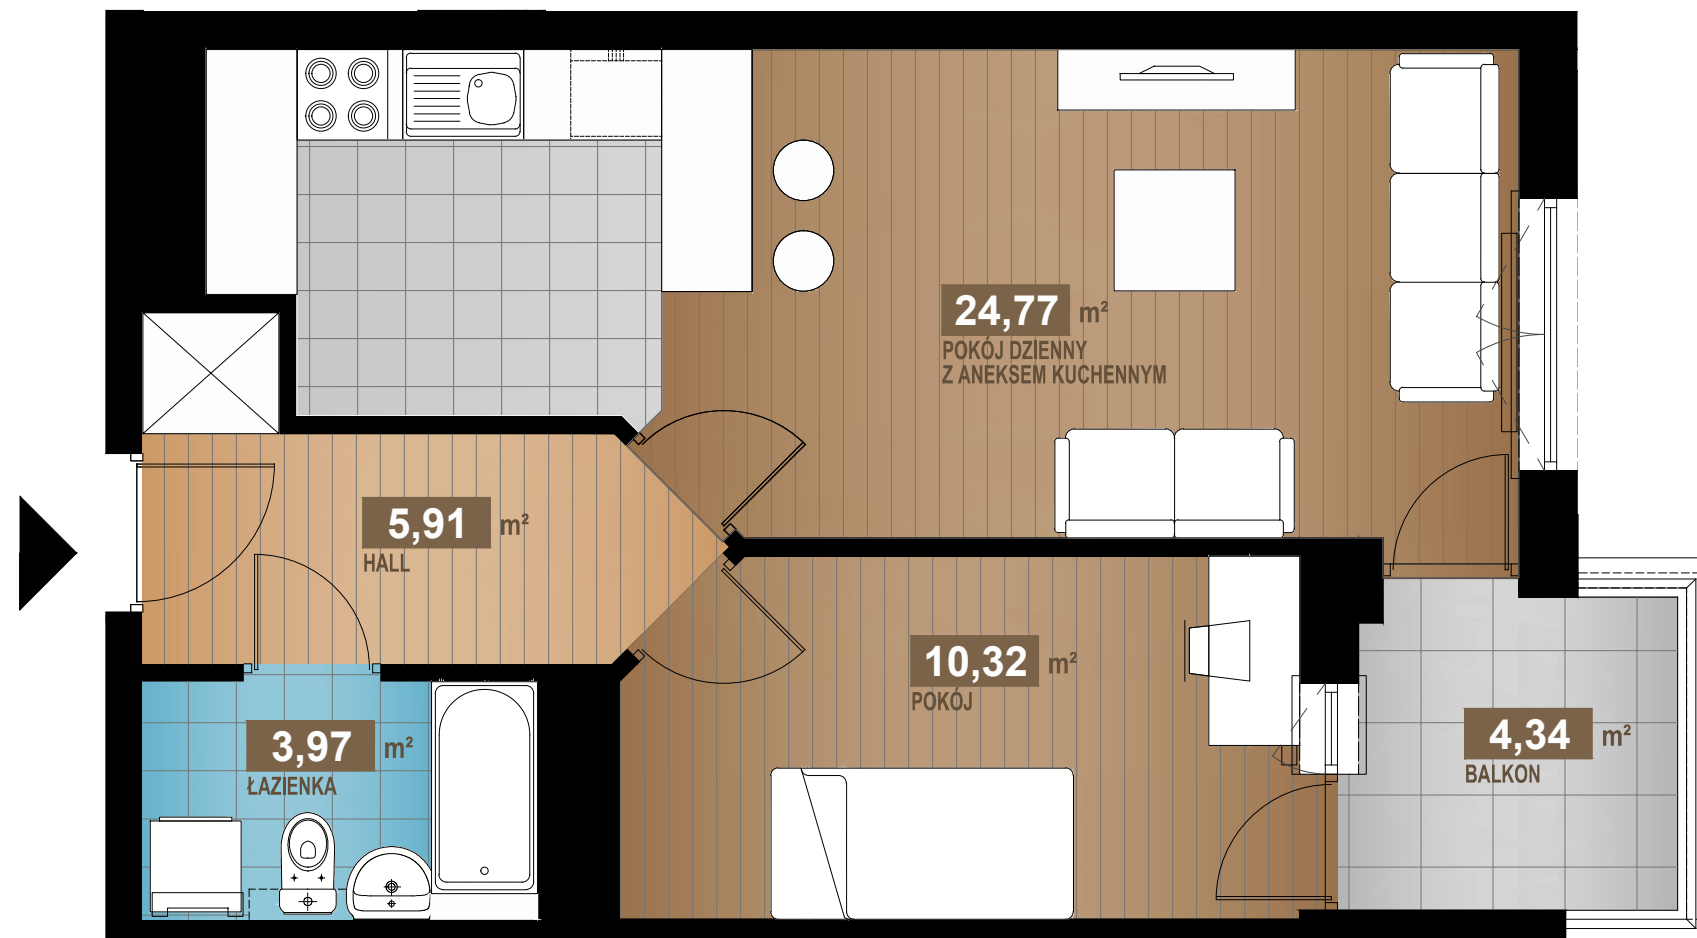 24,77 m²
POKÓJ DZIENNY
Z ANEKSEM KUCHENNYM
5,91 m²
HALL
10,32 m²
POKÓJ
3,97 m²
ŁAZIENKA
4,34 m²
BALKON